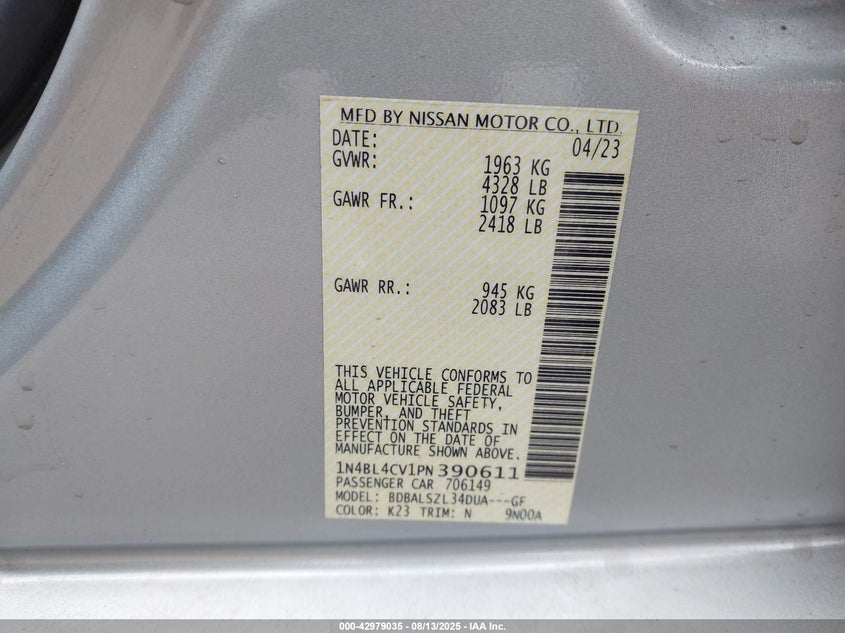 MFD BY NISSAN MOTOR CO., LTD.
DATE: 04/23
GVWR: 1963 KG
4328 LB
GAWR FR.: 1097 KG
2418 LB
GAWR RR.: 945 KG
2083 LB
THIS VEHICLE CONFORMS TO
ALL APPLICABLE FEDERAL
MOTOR VEHICLE SAFETY,
BUMPER, AND THEFT
PREVENTION STANDARDS IN
EFFECT ON THE DATE OF
MANUFACTURE SHOWN ABOVE.
1N4BL4CV1PN390611
PASSENGER CAR 706149
MODEL: BDBALSZL34DUA---GF
COLOR: K23 TRIM: N 9N00A
000-42979035 - 08/13/2025 - IAA Inc.